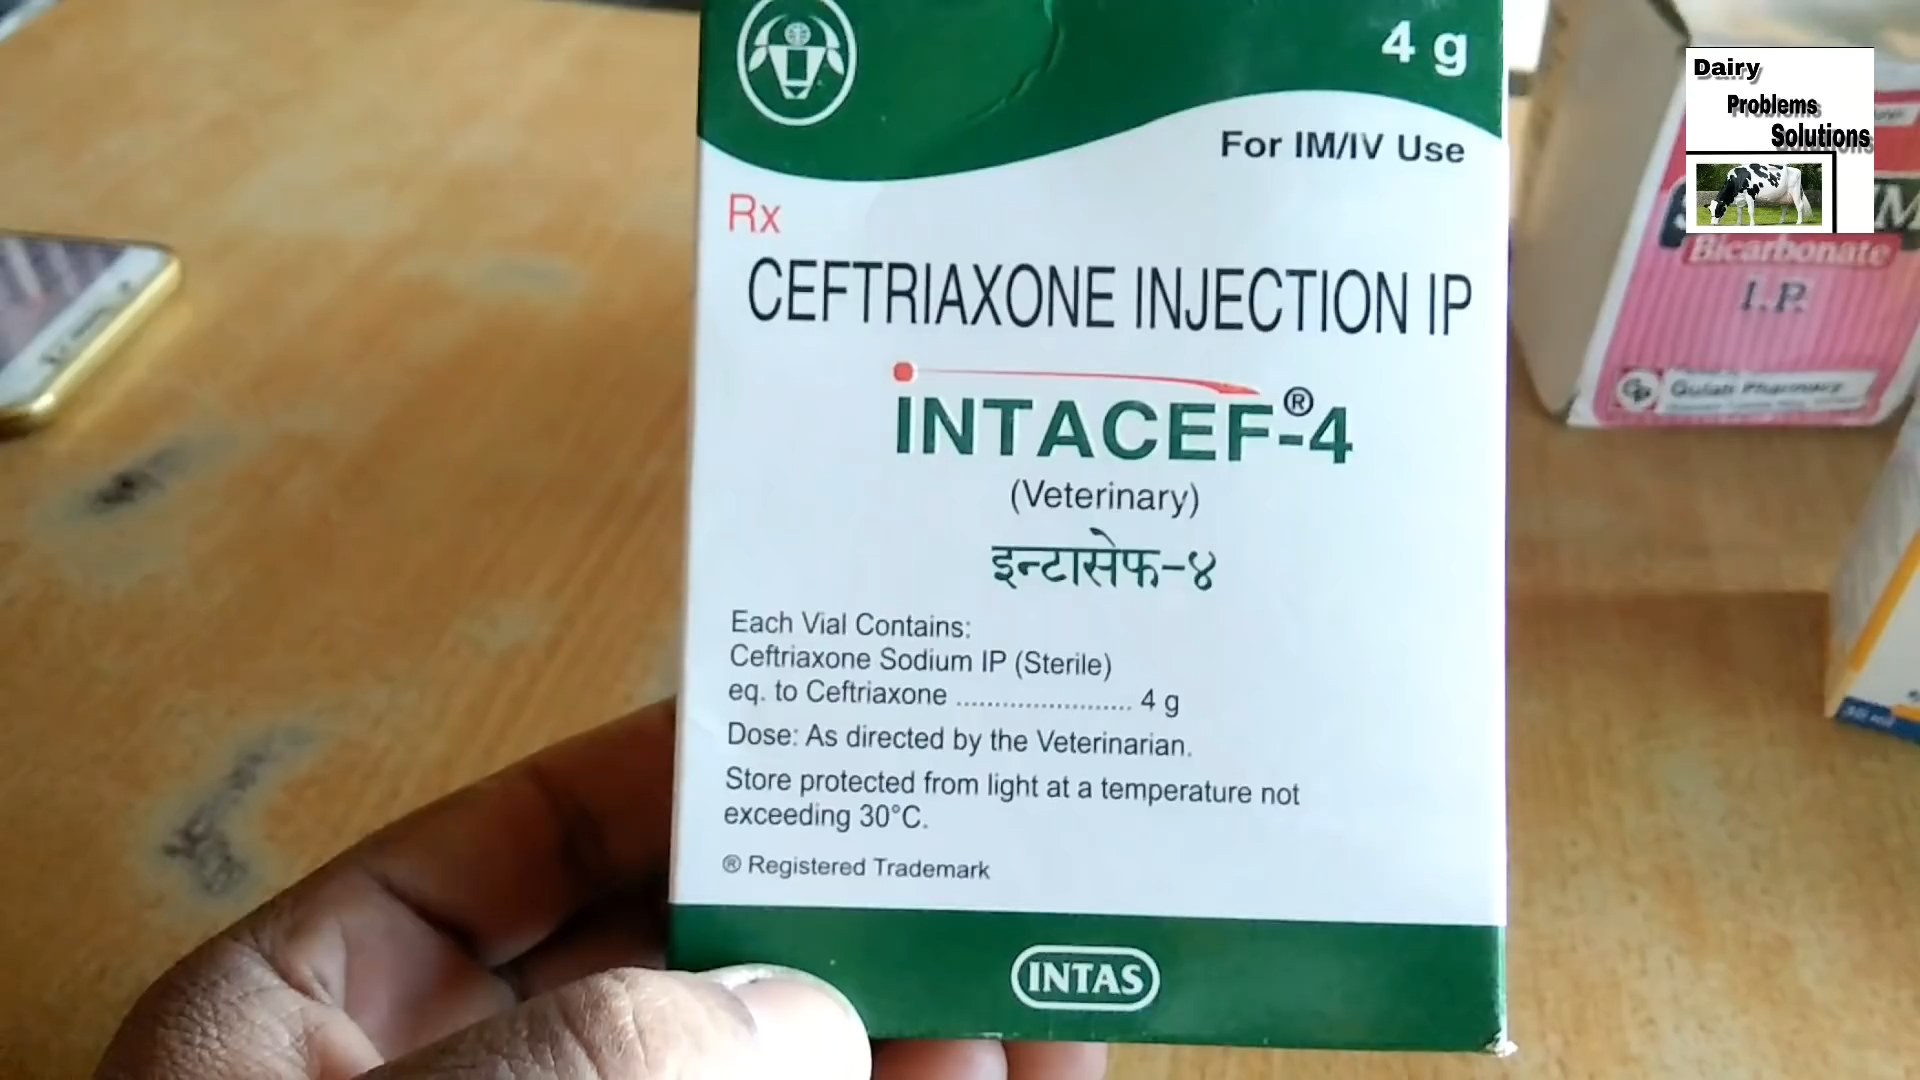 4 g
For IM/IV Use
Rx
CEFTRIAXONE INJECTION IP
INTACEF®-4
(Veterinary)
इन्टासेफ-४
Each Vial Contains:
Ceftriaxone Sodium IP (Sterile)
eq. to Ceftriaxone ........................ 4 g
Dose: As directed by the Veterinarian.
Store protected from light at a temperature not
exceeding 30°C.
® Registered Trademark
INTAS
Dairy
Problems
Solutions
Bicarbonate
I.P.
Gulati Pharmacy